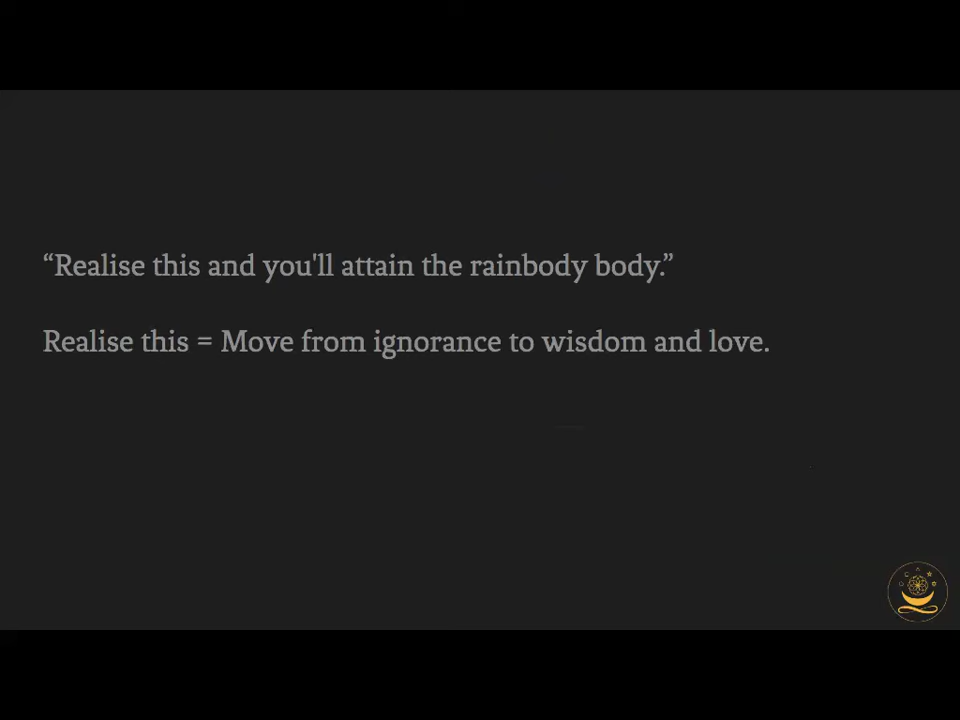 “Realise this and you'll attain the rainbody body.”
Realise this = Move from ignorance to wisdom and love.